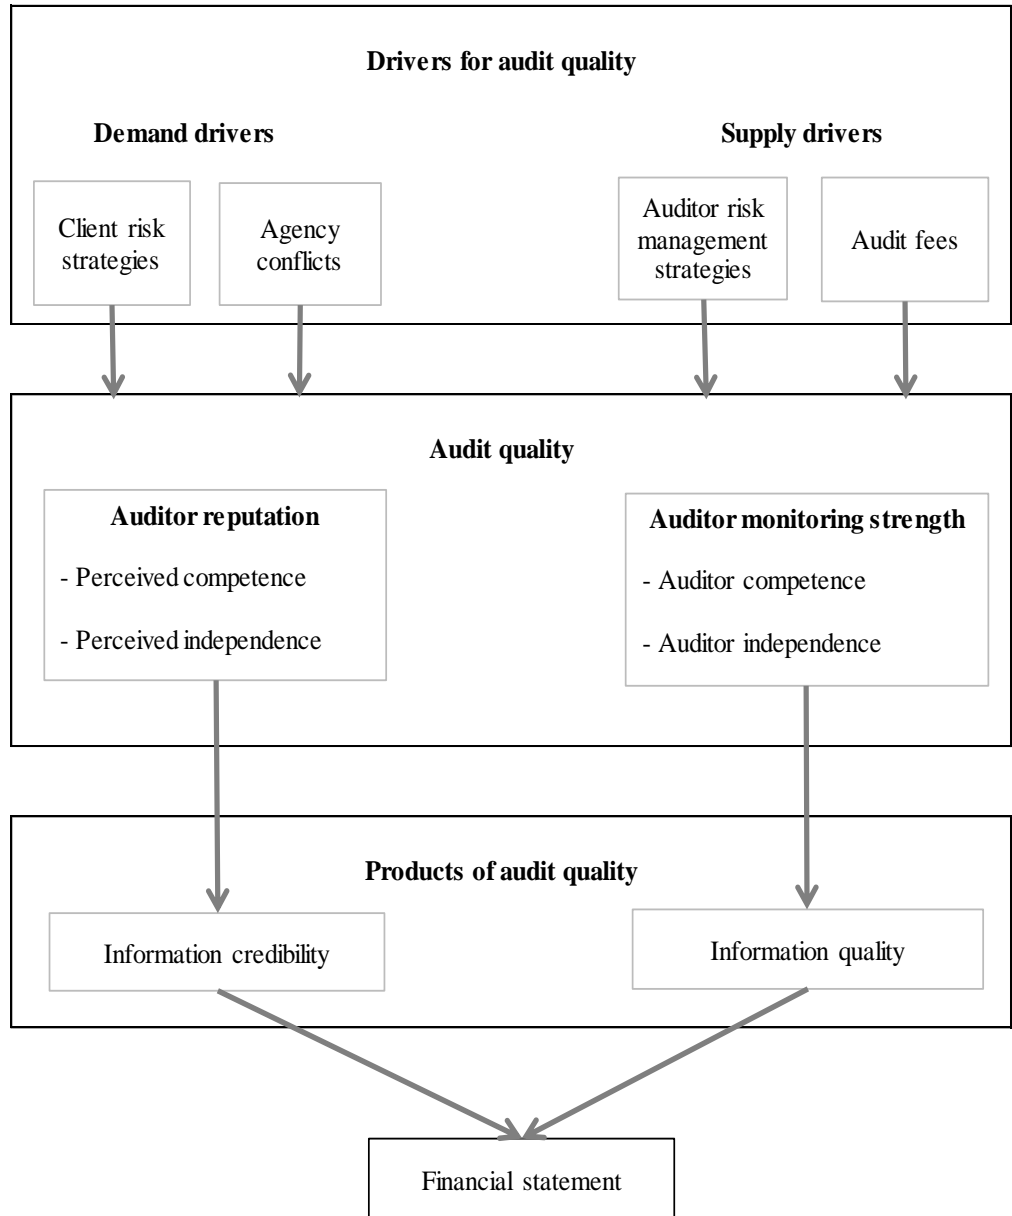 Drivers for audit quality
Demand drivers
Supply drivers
Client risk
strategies
Agency
conflicts
Auditor risk
management
strategies
Audit fees
Audit quality
Auditor reputation
- Perceived competence
- Perceived independence
Auditor monitoring strength
- Auditor competence
- Auditor independence
Products of audit quality
Information credibility
Information quality
Financial statement